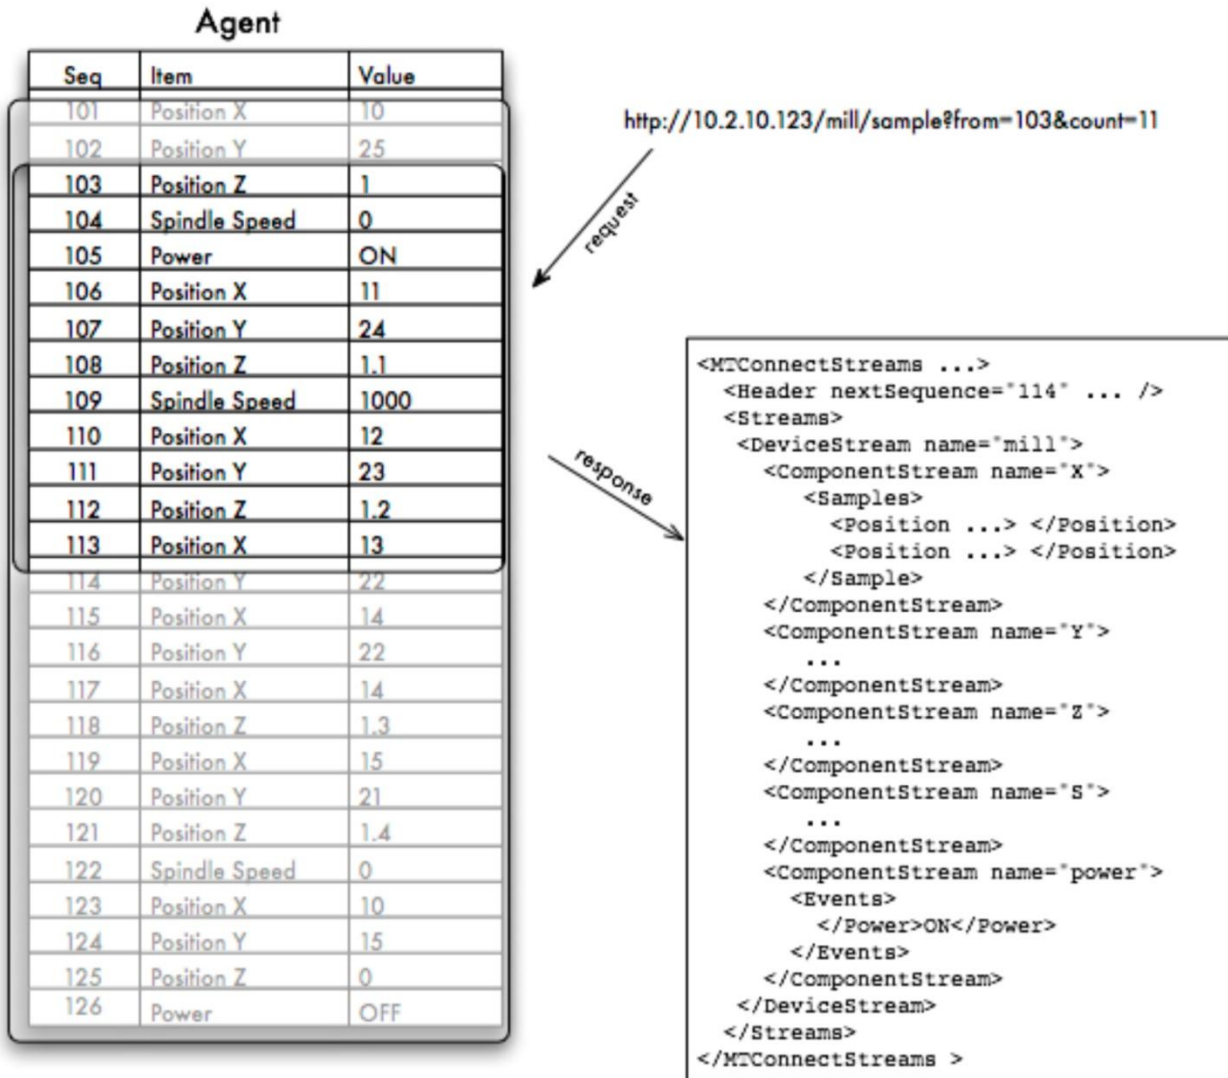 Agent
Seq Item Value
101 Position X 10
102 Position Y 25
103 Position Z 1
104 Spindle Speed 0
105 Power ON
106 Position X 11
107 Position Y 24
108 Position Z 1.1
109 Spindle Speed 1000
110 Position X 12
111 Position Y 23
112 Position Z 1.2
113 Position X 13
114 Position Y 22
115 Position X 14
116 Position Y 22
117 Position X 14
118 Position Z 1.3
119 Position X 15
120 Position Y 21
121 Position Z 1.4
122 Spindle Speed 0
123 Position X 10
124 Position Y 15
125 Position Z 0
126 Power OFF
http://10.2.10.123/mill/sample?from=103&count=11
request
response
<MTConnectStreams ...>
<Header nextSequence="114" ... />
<Streams>
<DeviceStream name="mill">
<ComponentStream name="X">
<Samples>
<Position ...> </Position>
<Position ...> </Position>
</Sample>
</ComponentStream>
<ComponentStream name="Y">
...
</ComponentStream>
<ComponentStream name="Z">
...
</ComponentStream>
<ComponentStream name="S">
...
</ComponentStream>
<ComponentStream name="power">
<Events>
</Power>ON</Power>
</Events>
</ComponentStream>
</DeviceStream>
</Streams>
</MTConnectStreams >